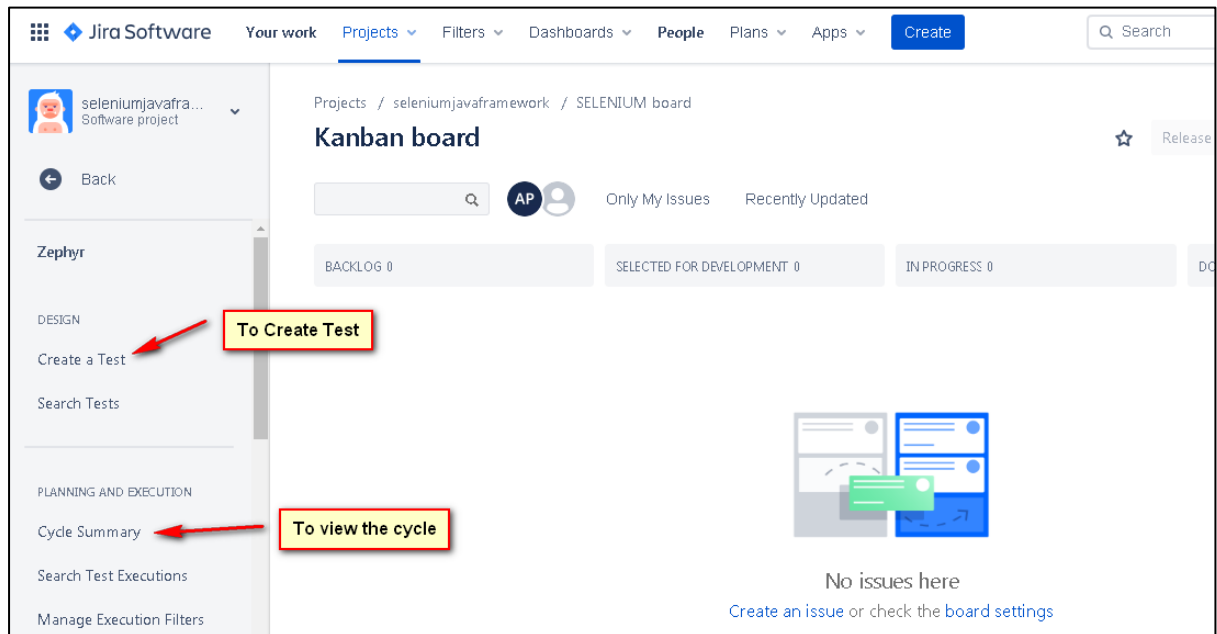 Jira Software Your work Projects Filters Dashboards People Plans Apps Create Search
seleniumjavafra...
Software project
Back
Projects / seleniumjavaframework / SELENIUM board
Kanban board
Release
AP Only My Issues Recently Updated
BACKLOG 0 SELECTED FOR DEVELOPMENT 0 IN PROGRESS 0 DO
Zephyr
DESIGN
To Create Test
Create a Test
Search Tests
PLANNING AND EXECUTION
Cycle Summary
To view the cycle
Search Test Executions
Manage Execution Filters
No issues here
Create an issue or check the board settings